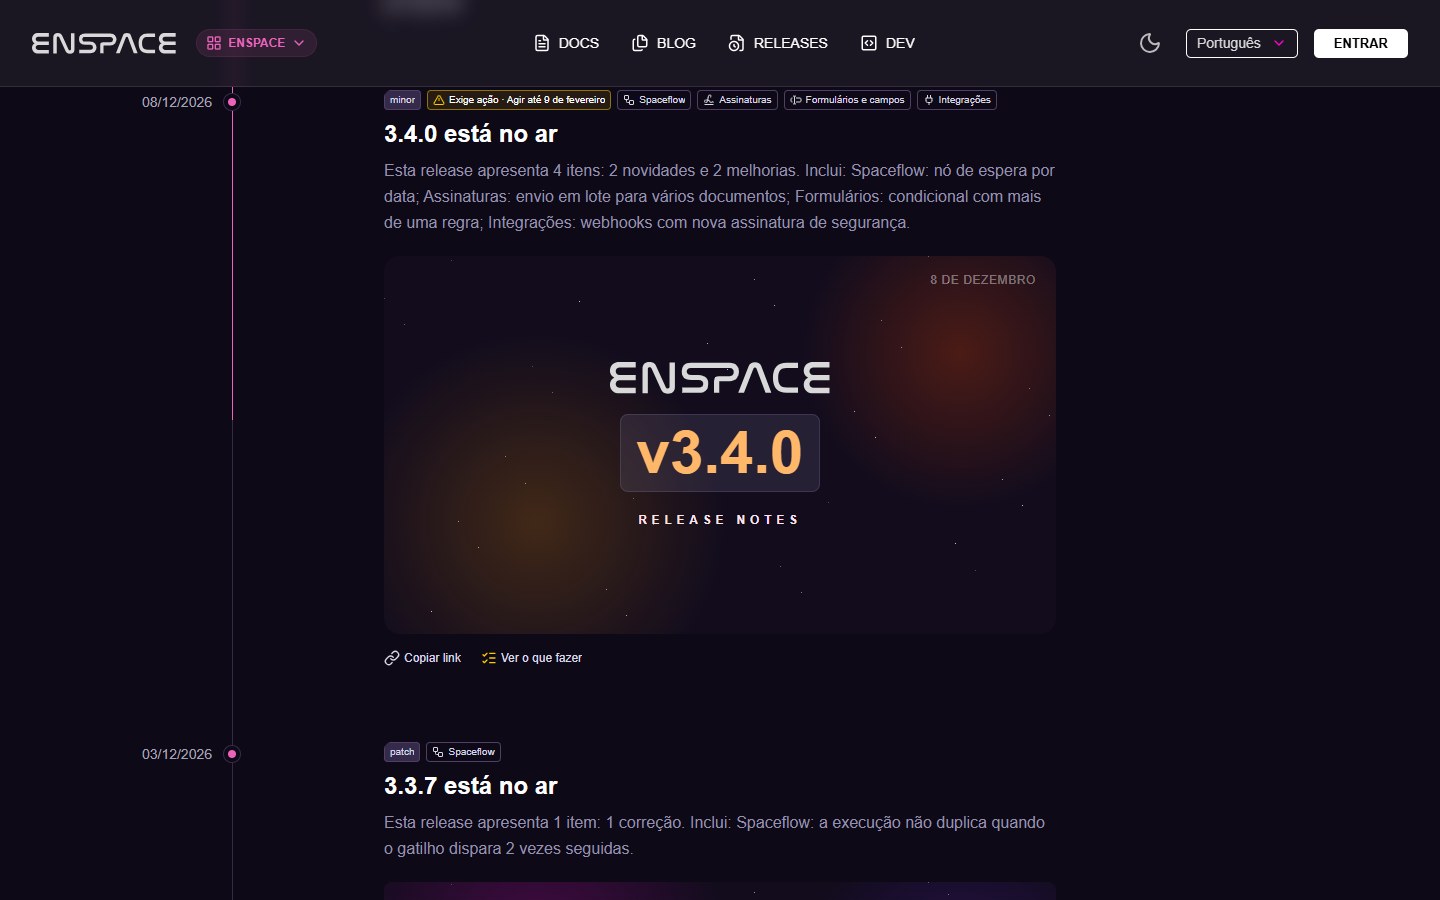 ENSPACE
ENSPACE
DOCS
BLOG
RELEASES
DEV
Português
ENTRAR
08/12/2026
minor
Exige ação · Agir até 9 de fevereiro
Spaceflow
Assinaturas
Formulários e campos
Integrações
3.4.0 está no ar
Esta release apresenta 4 itens: 2 novidades e 2 melhorias. Inclui: Spaceflow: nó de espera por
data; Assinaturas: envio em lote para vários documentos; Formulários: condicional com mais
de uma regra; Integrações: webhooks com nova assinatura de segurança.
8 DE DEZEMBRO
ENSPACE
v3.4.0
RELEASE NOTES
Copiar link
Ver o que fazer
03/12/2026
patch
Spaceflow
3.3.7 está no ar
Esta release apresenta 1 item: 1 correção. Inclui: Spaceflow: a execução não duplica quando
o gatilho dispara 2 vezes seguidas.